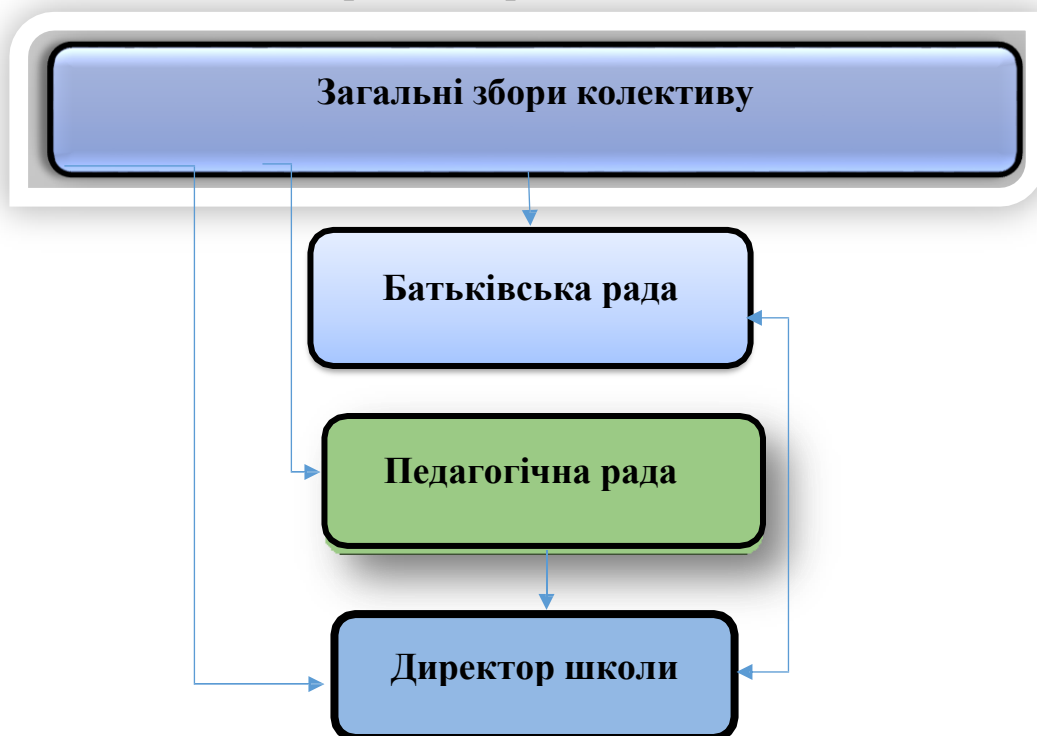 Загальні збори колективу
Батьківська рада
Педагогічна рада
Директор школи